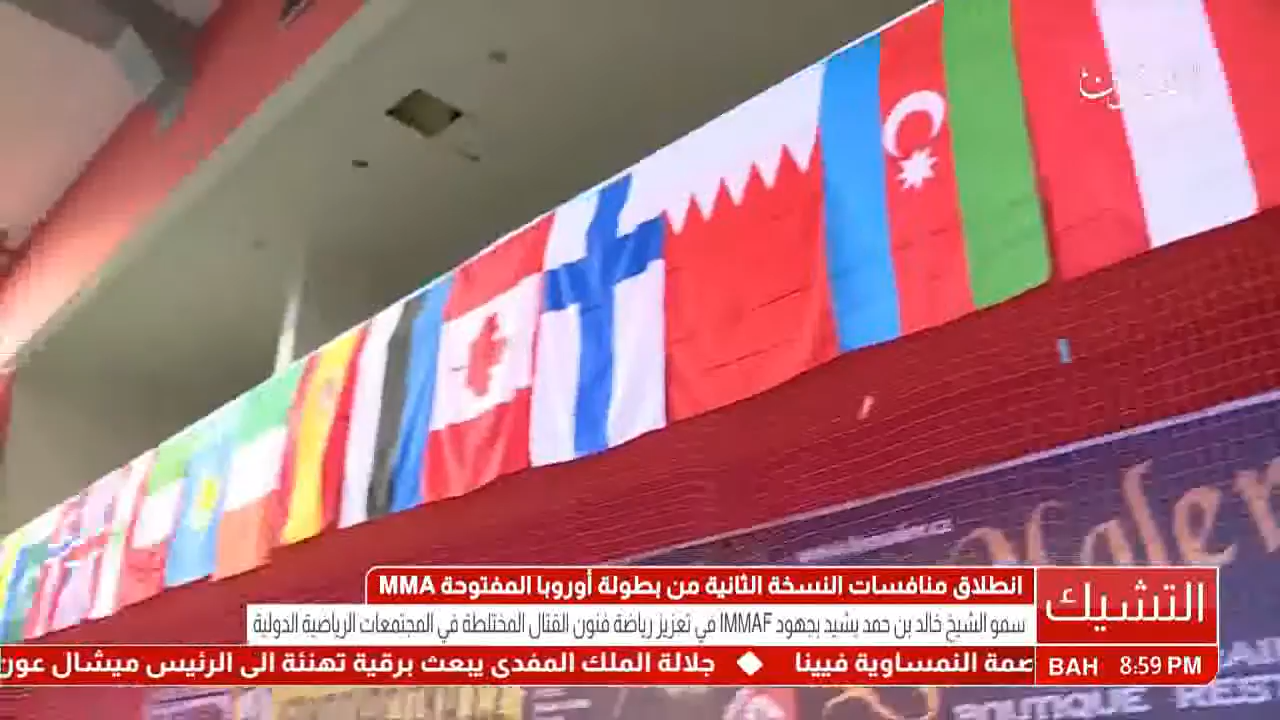 انطلاق منافسات النسخة الثانية من بطولة أوروبا المفتوحة MMA
التشيك
سمو الشيخ خالد بن حمد يشيد بجهود IMMAF في تعزيز رياضة فنون القتال المختلطة في المجتمعات الرياضية الدولية
صمة النمساوية فيينا ◆ جلالة الملك المفدى يبعث برقية تهنئة الى الرئيس ميشال عون
BAH 8:59 PM